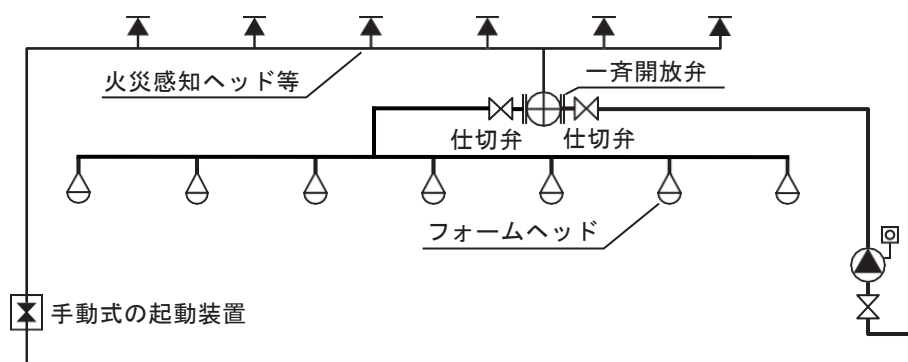 火災感知ヘッド等
一斉開放弁
仕切弁
仕切弁
フォームヘッド
手動式の起動装置